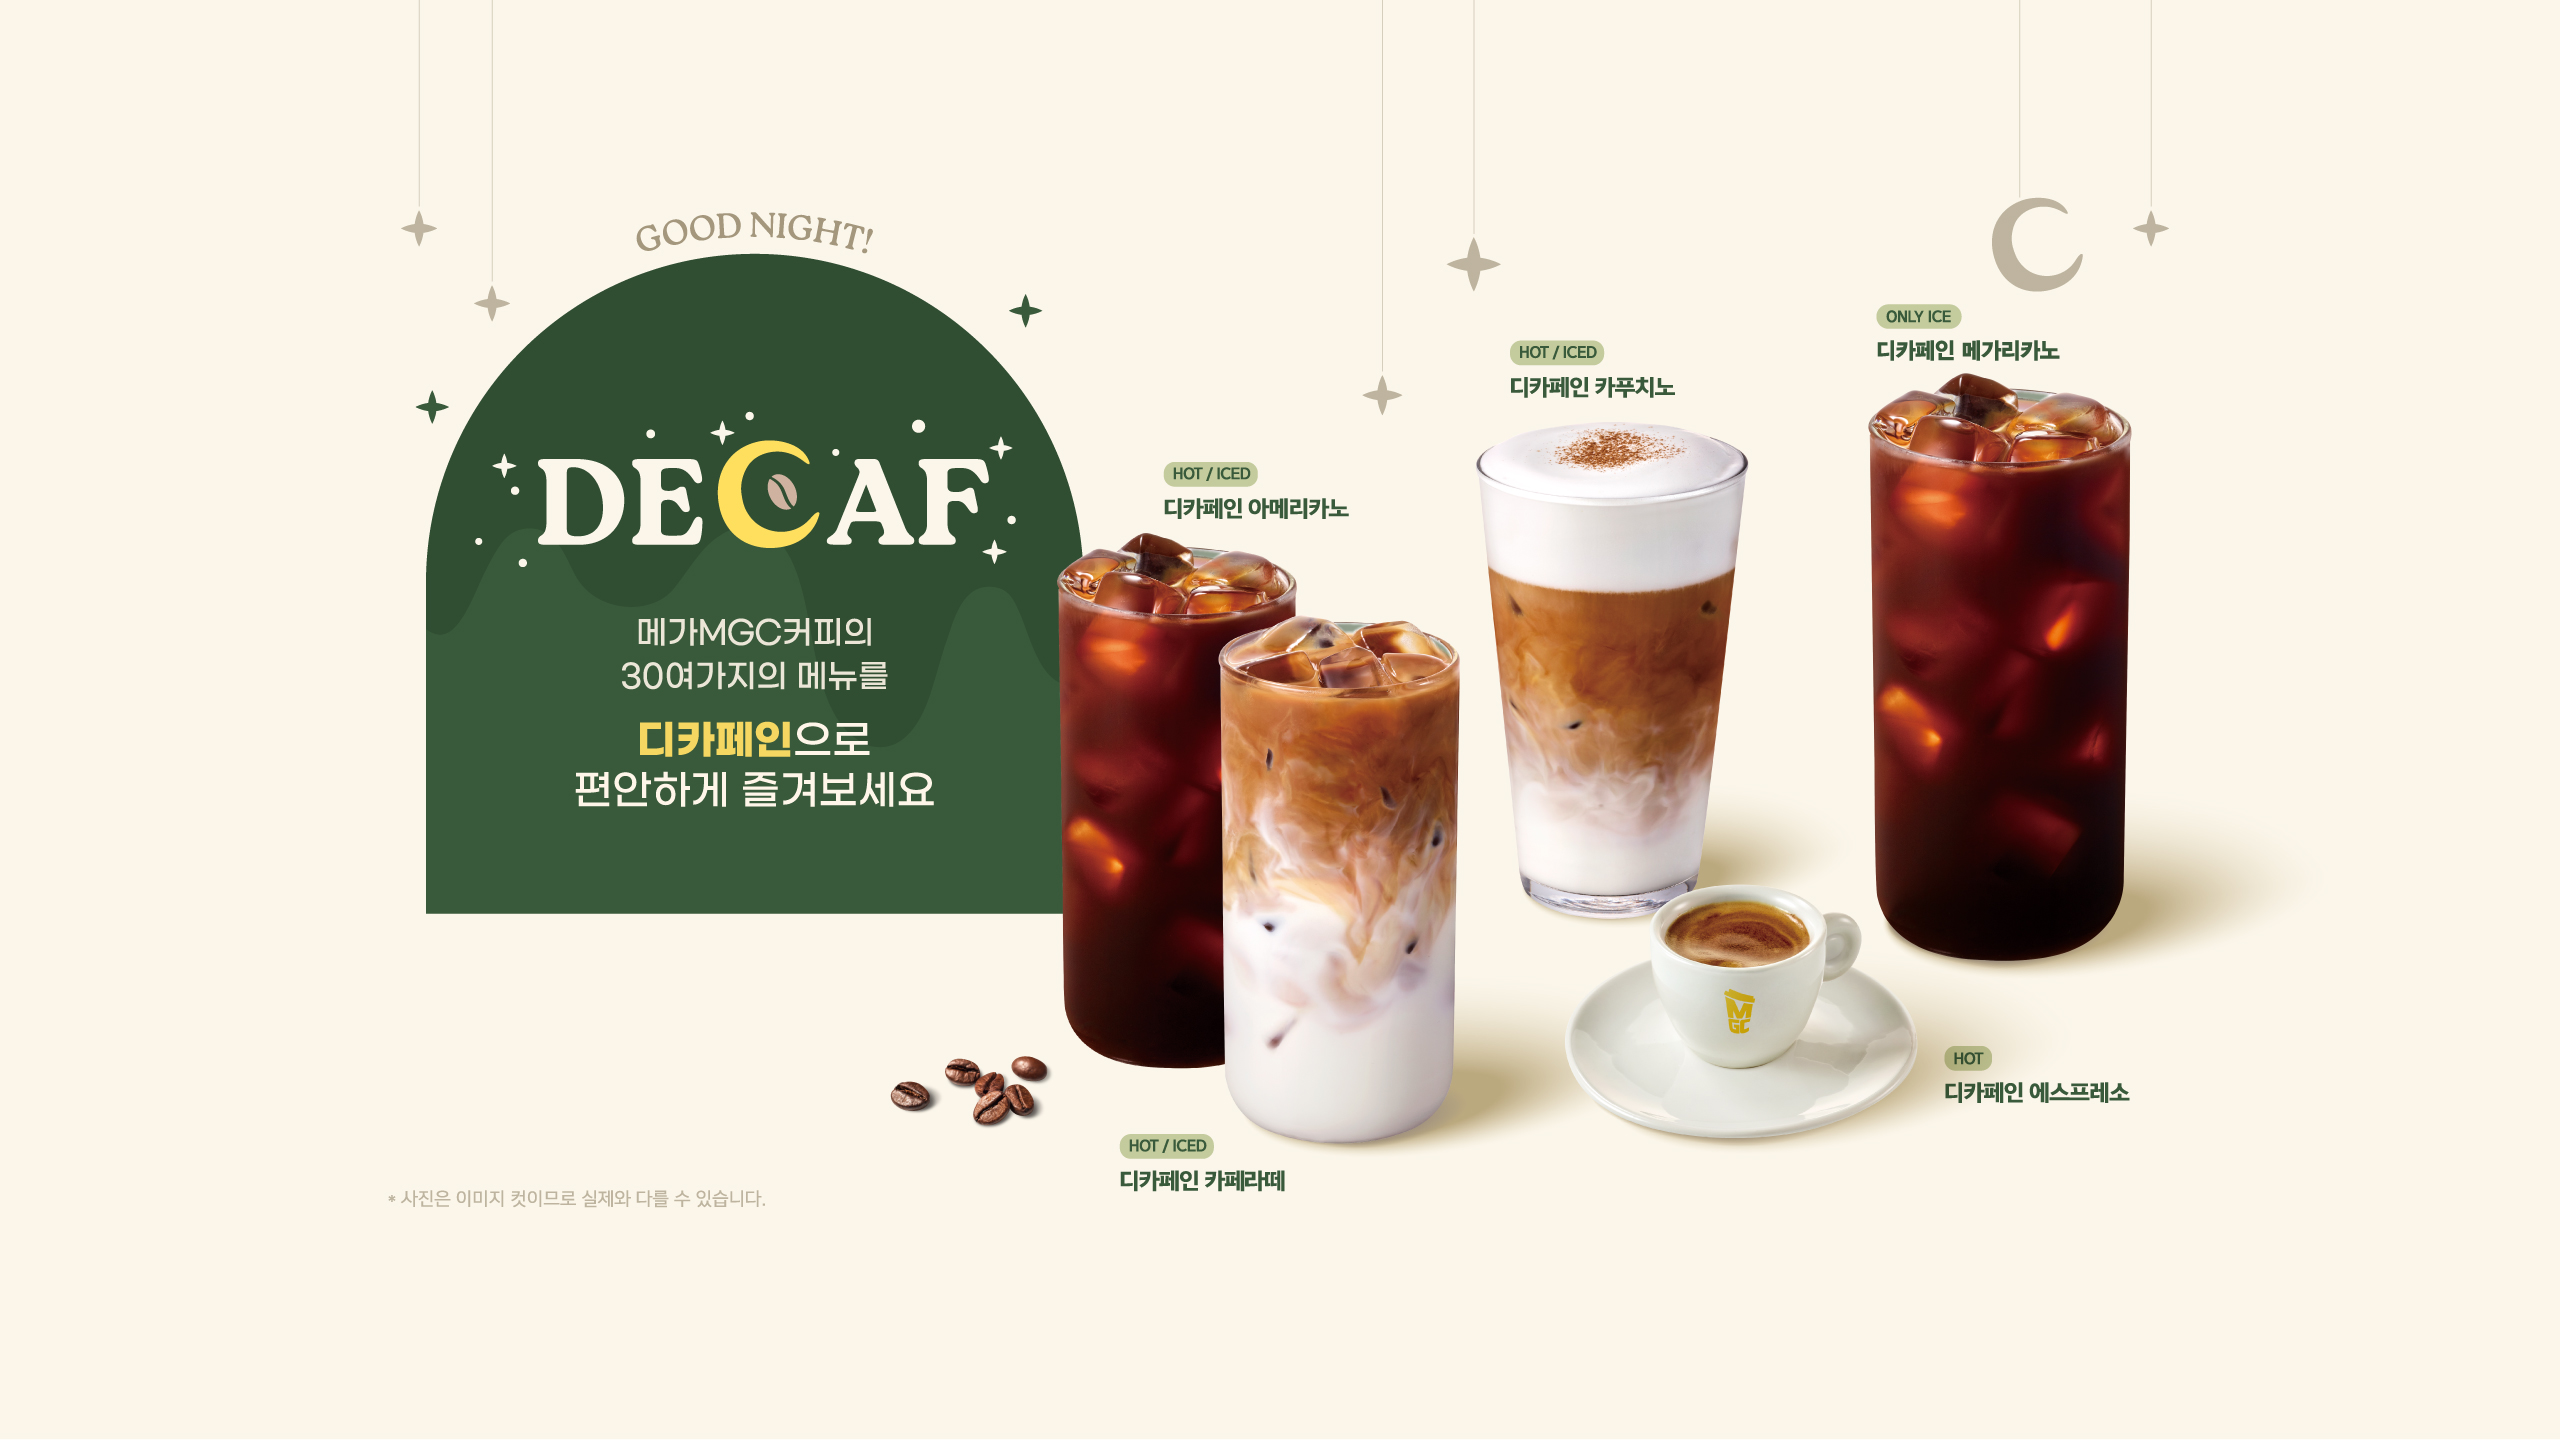 GOOD NIGHT!
DECAF
메가MGC커피의
30여가지의 메뉴를
디카페인으로
편안하게 즐겨보세요
HOT / ICED
디카페인 아메리카노
HOT / ICED
디카페인 카페라떼
HOT / ICED
디카페인 카푸치노
ONLY ICE
디카페인 메가리카노
M
GC
HOT
디카페인 에스프레소
* 사진은 이미지 컷이므로 실제와 다를 수 있습니다.